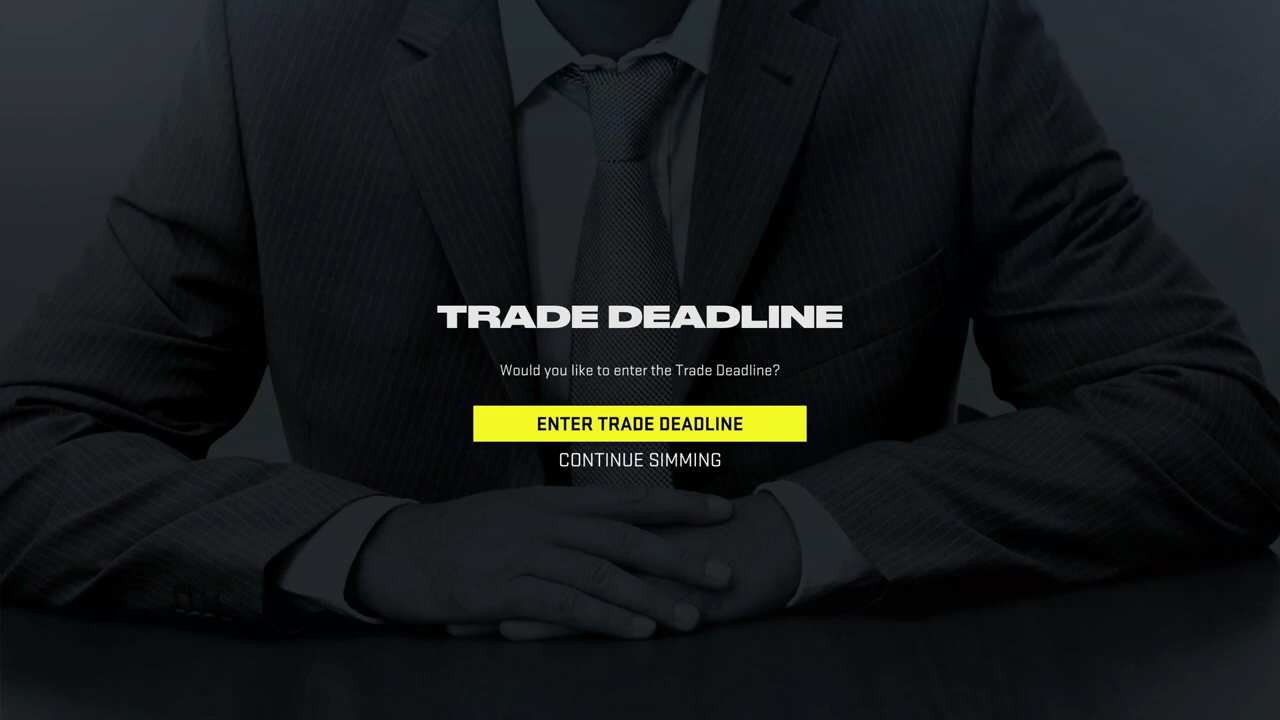 TRADE DEADLINE
Would you like to enter the Trade Deadline?
ENTER TRADE DEADLINE
CONTINUE SIMMING